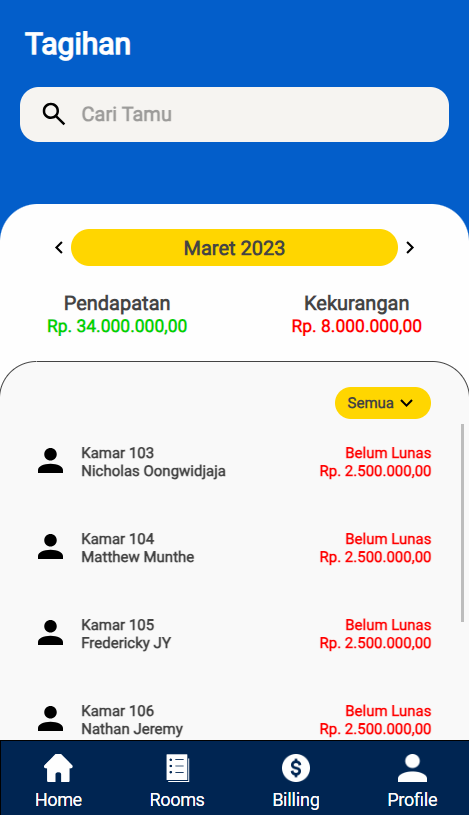 Tagihan
Cari Tamu
Maret 2023
Pendapatan
Rp. 34.000.000,00
Kekurangan
Rp. 8.000.000,00
Semua
Kamar 103
Nicholas Oongwidjaja
Belum Lunas
Rp. 2.500.000,00
Kamar 104
Matthew Munthe
Belum Lunas
Rp. 2.500.000,00
Kamar 105
Fredericky JY
Belum Lunas
Rp. 2.500.000,00
Kamar 106
Nathan Jeremy
Belum Lunas
Rp. 2.500.000,00
Home
Rooms
Billing
Profile